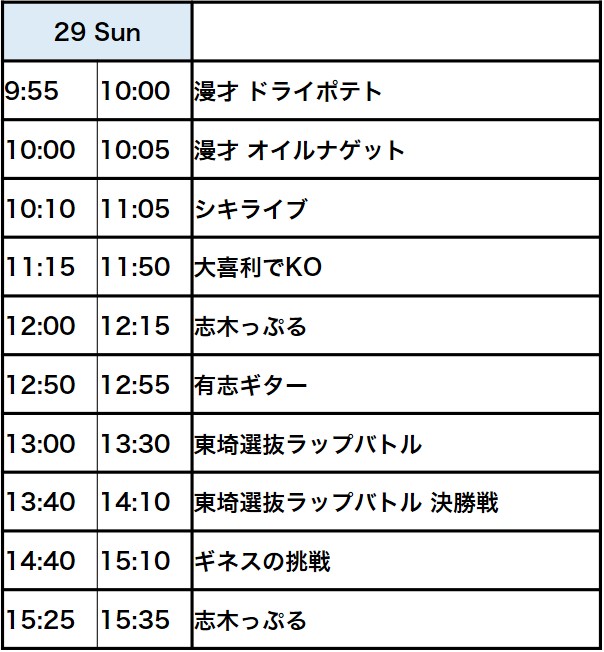 29 Sun
9:55 10:00 漫才 ドライポテト
10:00 10:05 漫才 オイルナゲット
10:10 11:05 シキライブ
11:15 11:50 大喜利でKO
12:00 12:15 志木っぷる
12:50 12:55 有志ギター
13:00 13:30 東埼選抜ラップバトル
13:40 14:10 東埼選抜ラップバトル 決勝戦
14:40 15:10 ギネスの挑戦
15:25 15:35 志木っぷる